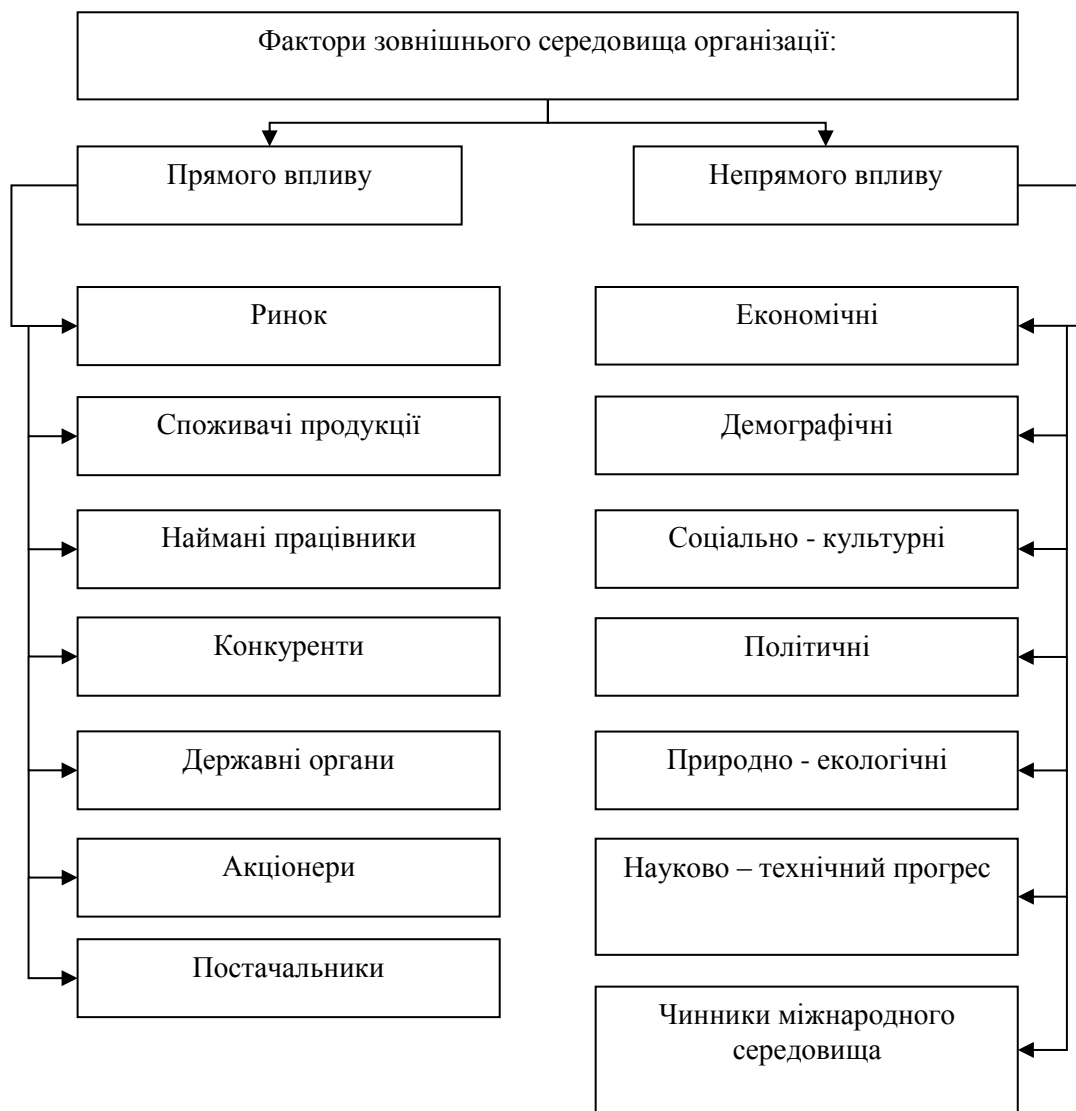 Фактори зовнішнього середовища організації:
Прямого впливу
Непрямого впливу
Ринок
Економічні
Споживачі продукції
Демографічні
Наймані працівники
Соціально - культурні
Конкуренти
Політичні
Державні органи
Природно - екологічні
Акціонери
Науково – технічний прогрес
Постачальники
Чинники міжнародного
середовища